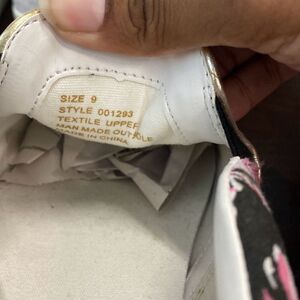 SIZE 9
STYLE 001293
TEXTILE UPPER
MAN MADE OUTSOLE
MADE IN CHINA